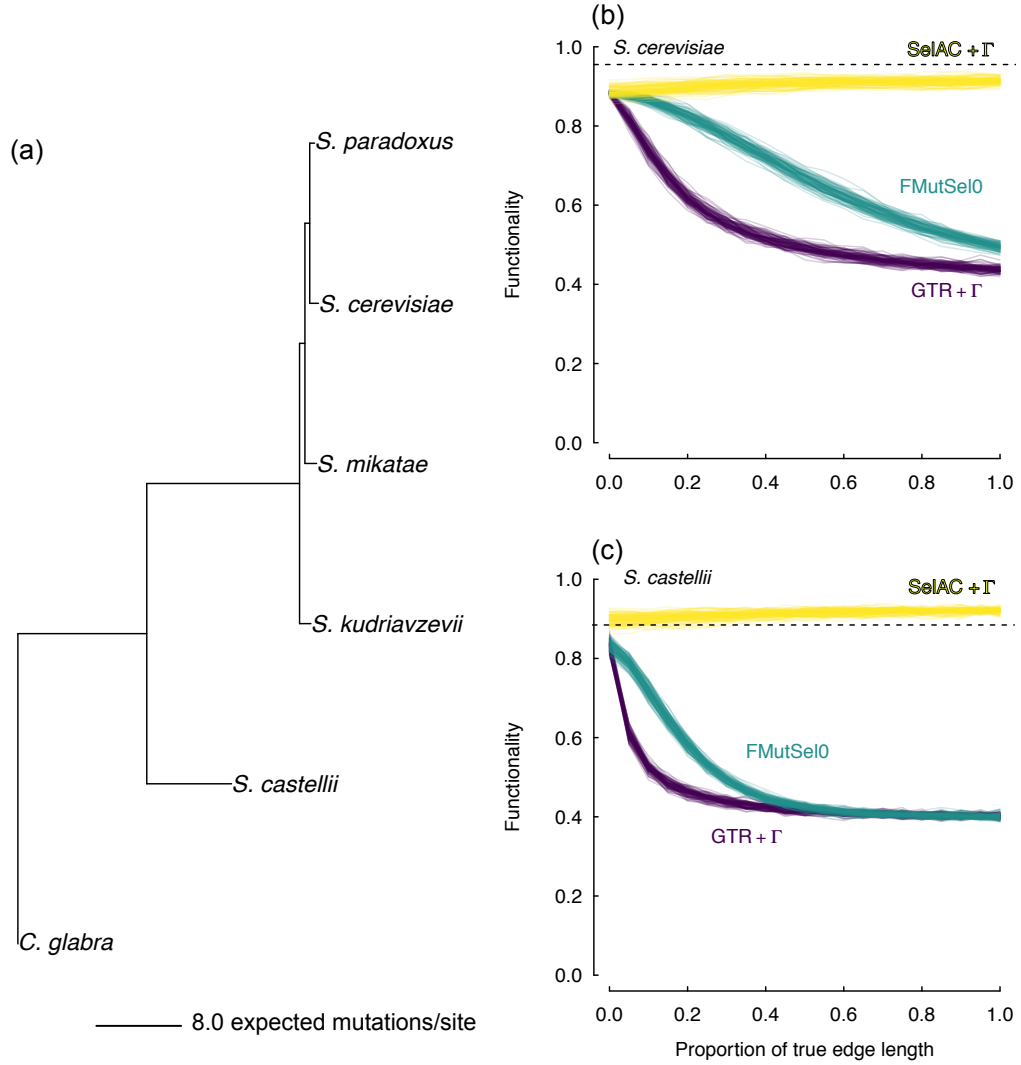 (a)
S. paradoxus
S. cerevisiae
S. mikatae
S. kudriavzevii
S. castellii
C. glabra
8.0 expected mutations/site
(b)
S. cerevisiae
SelAC + Γ
FMutSel0
GTR + Γ
Functionality
1.0
0.8
0.6
0.4
0.2
0.0
0.0 0.2 0.4 0.6 0.8 1.0
(c)
S. castellii
SelAC + Γ
FMutSel0
GTR + Γ
Functionality
1.0
0.8
0.6
0.4
0.2
0.0
0.0 0.2 0.4 0.6 0.8 1.0
Proportion of true edge length